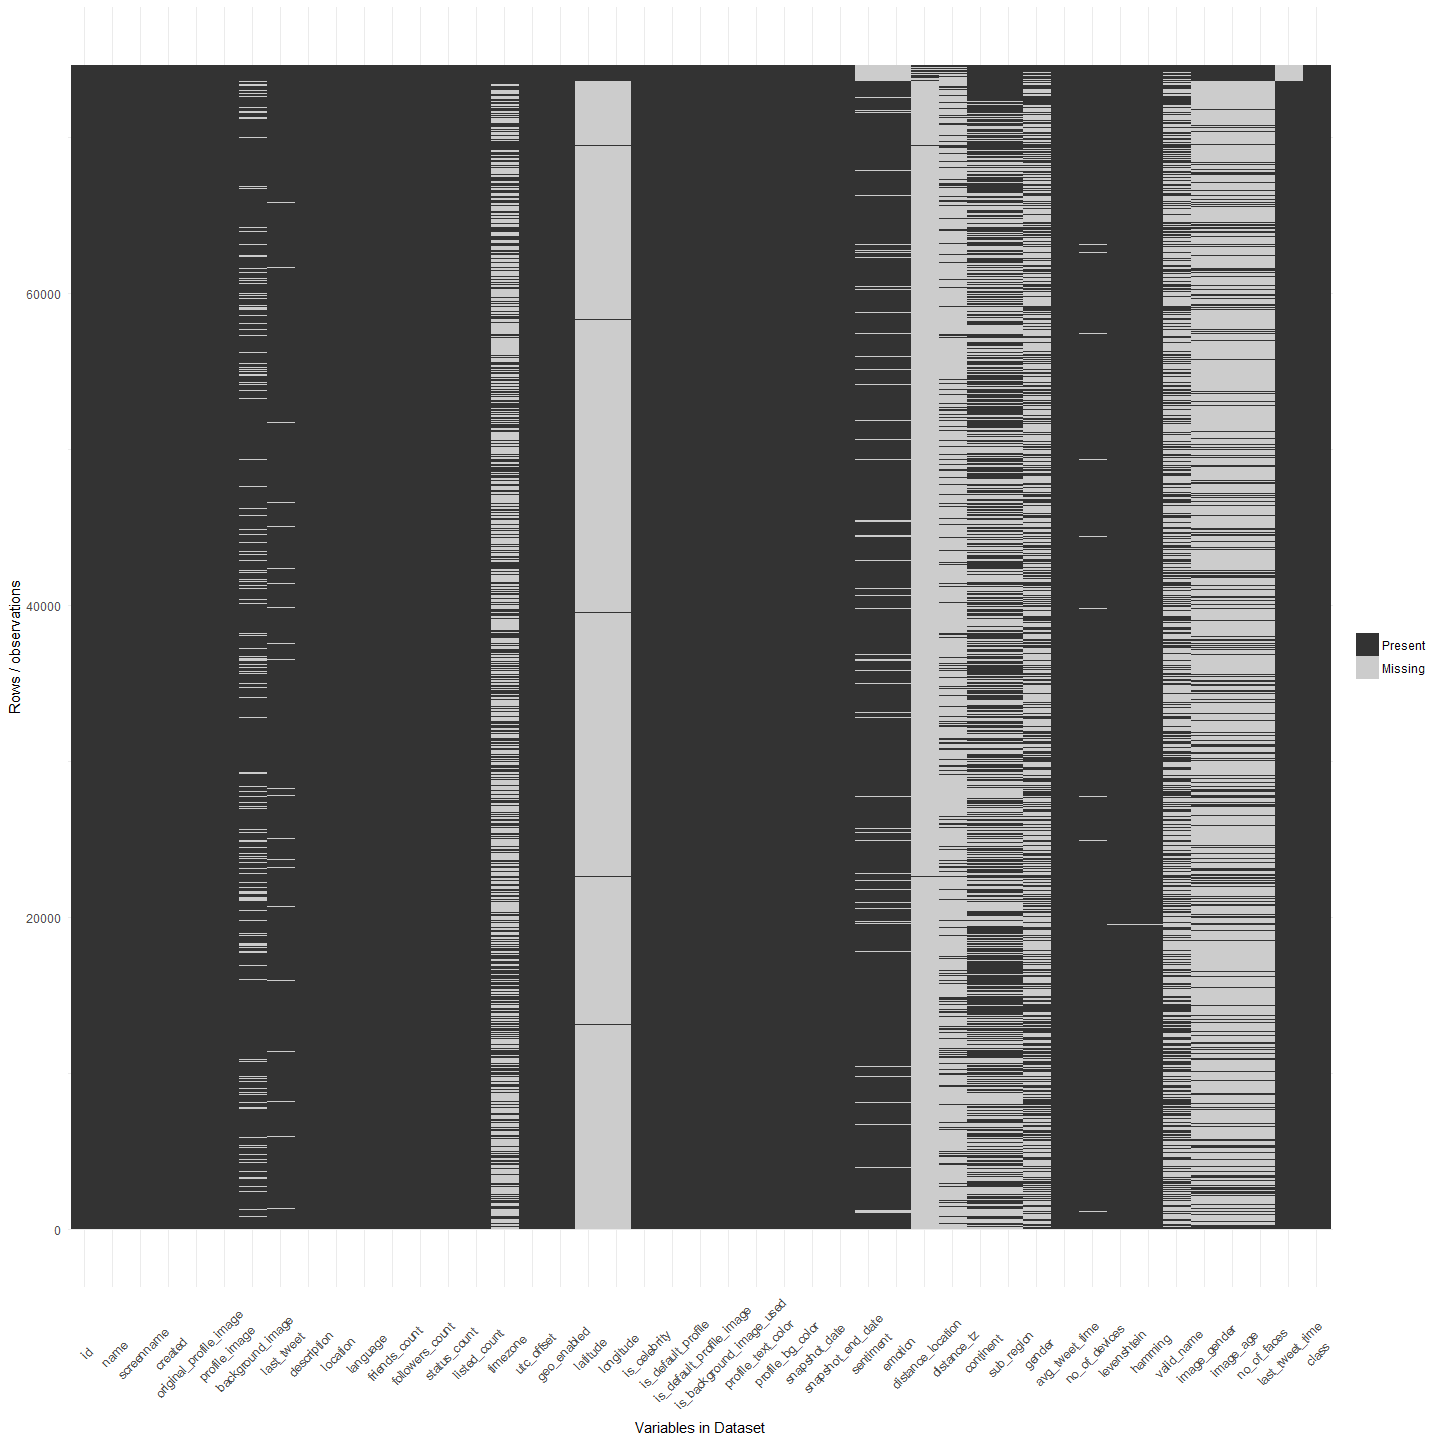 60000
40000
20000
0
Rows / observations
Present
Missing
id
name
screenname
created
original_profile_image
profile_image
background_image
last_tweet
description
location
language
friends_count
followers_count
status_count
listed_count
timezone
utc_offset
geo_enabled
latitude
longitude
is_celebrity
is_default_profile
is_default_profile_image
is_background_image_used
profile_text_color
profile_bg_color
snapshot_date
snapshot_end_date
sentiment
emotion
distance_location
distance_tz
continent
sub_region
gender
avg_tweet_time
no_of_devices
levenshtein
hamming
valid_name
image_gender
image_age
no_of_faces
last_tweet_time
class
Variables in Dataset